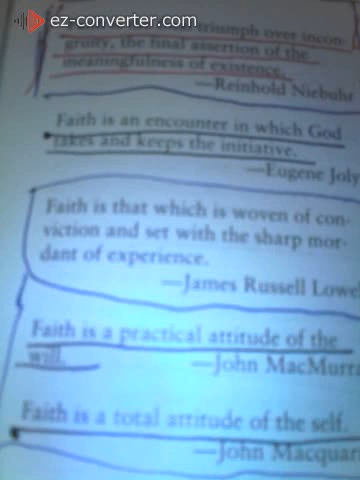 ez-converter.com
triumph over incon-
gruity, the final assertion of the
meaningfulness of existence.
—Reinhold Niebuhr
Faith is an encounter in which God
takes and keeps the initiative.
—Eugene Joly
Faith is that which is woven of con-
viction and set with the sharp mor-
dant of experience.
—James Russell Lowe
Faith is a practical attitude of the
will.
—John MacMurra
Faith is a total attitude of the self.
—John Macquar